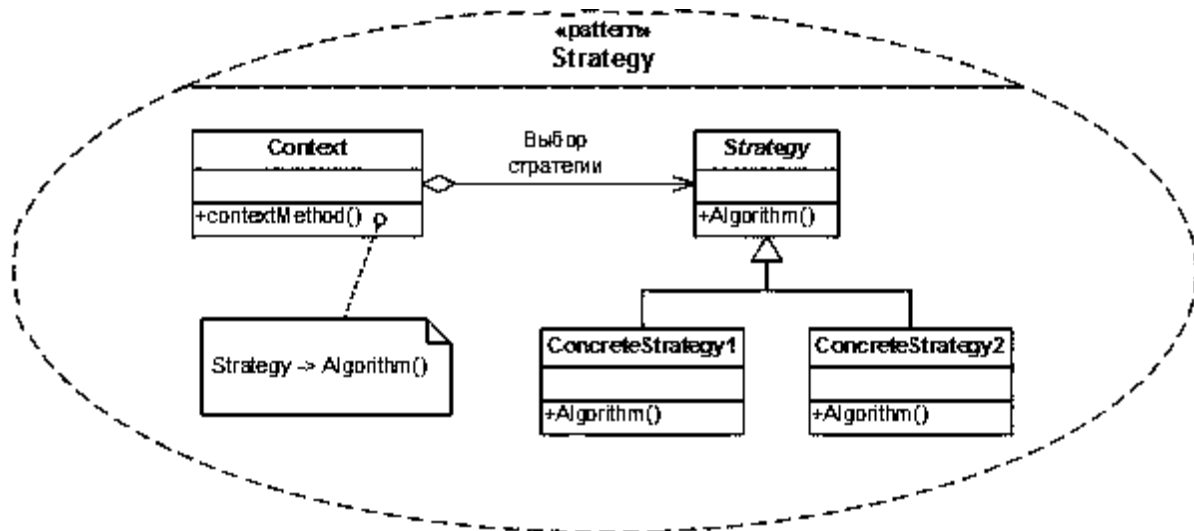 «pattern»
Strategy
Context
Выбор
стратегии
Strategy
+contextMethod()
+Algorithm()
Strategy -> Algorithm()
ConcreteStrategy1
ConcreteStrategy2
+Algorithm()
+Algorithm()